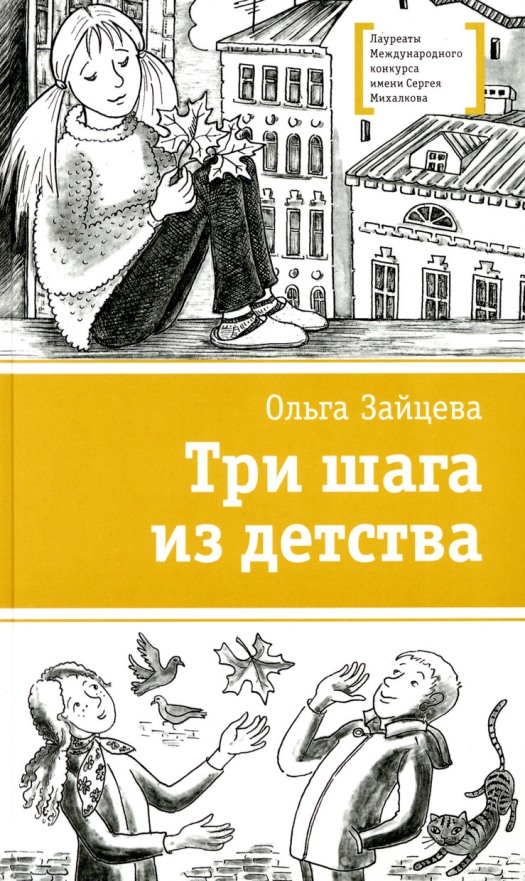 Лауреаты
Международного
конкурса
имени Сергея
Михалкова
Ольга Зайцева
Три шага
из детства